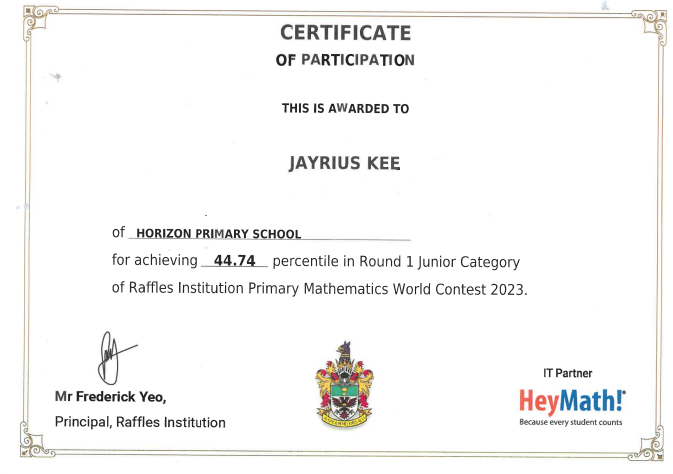 CERTIFICATE
OF PARTICIPATION
THIS IS AWARDED TO
JAYRIUS KEE
of HORIZON PRIMARY SCHOOL
for achieving 44.74 percentile in Round 1 Junior Category
of Raffles Institution Primary Mathematics World Contest 2023.
Mr Frederick Yeo,
Principal, Raffles Institution
IT Partner
HeyMath!
Because every student counts